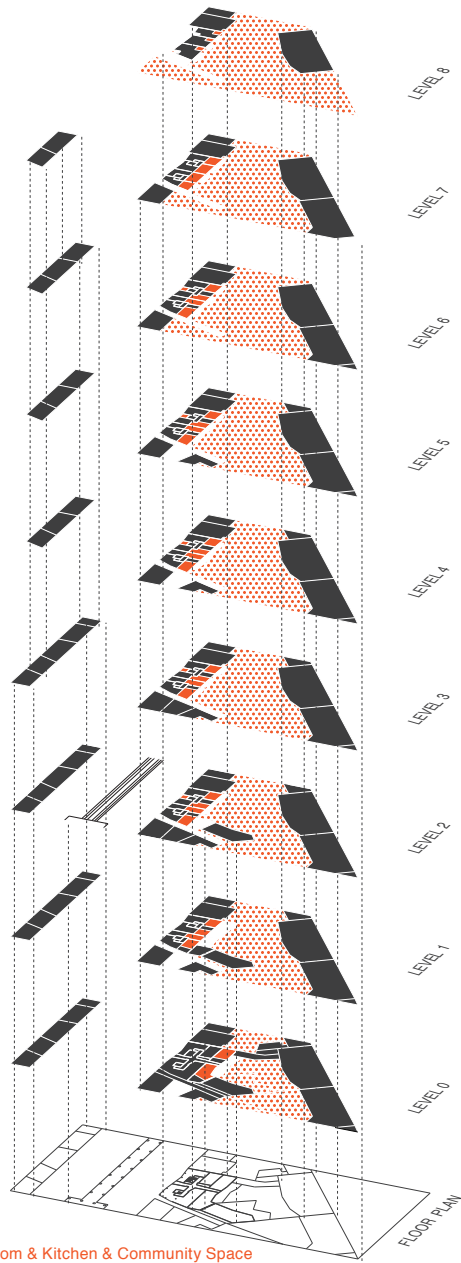 LEVEL 8
LEVEL 7
LEVEL 6
LEVEL 5
LEVEL 4
LEVEL 3
LEVEL 2
LEVEL 1
LEVEL 0
FLOOR PLAN
om & Kitchen & Community Space